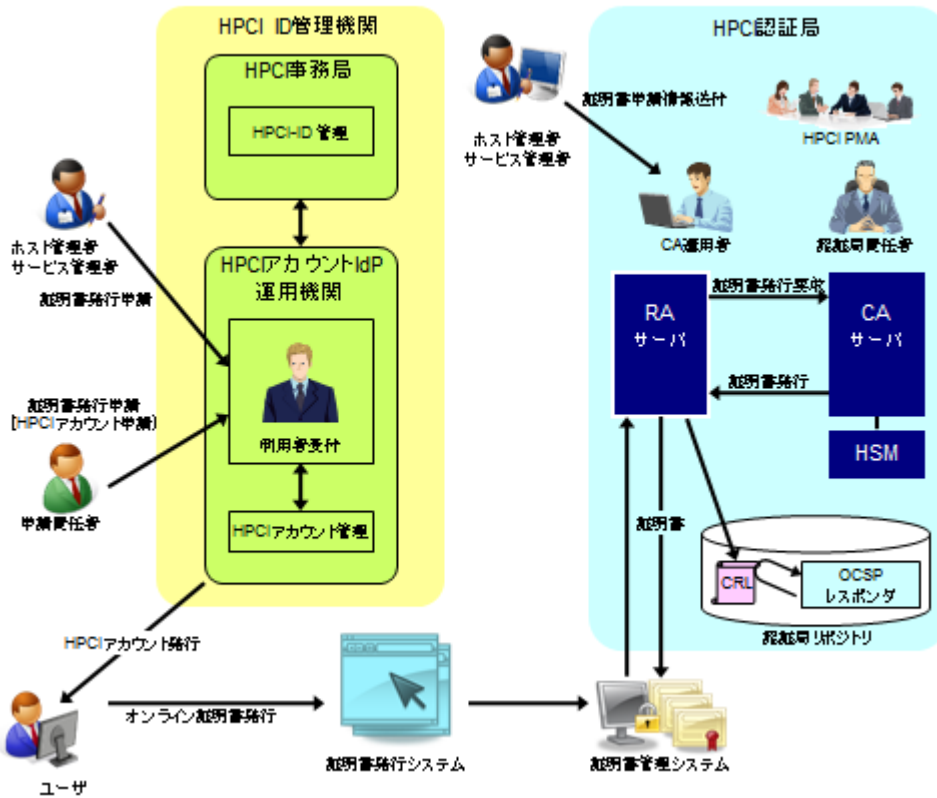 HPCI ID管理機関
HPCI事務局
HPCI-ID 管理
ホスト管理者
サービス管理者
証明書発行申請
HPCIアカウントIdP
運用機関
利用者受付
証明書発行申請
[HPCIアカウント申請]
申請責任者
HPCIアカウント管理
HPCIアカウント発行
ユーザ
オンライン証明書発行
証明書発行システム
証明書管理システム
ホスト管理者
サービス管理者
証明書申請情報送付
HPCI認証局
HPCI PMA
CA運用者
認証局責任者
RA
サーバ
証明書発行要求
CA
サーバ
証明書発行
HSM
証明書
CRL
OCSP
レスポンダ
認証局リポジトリ